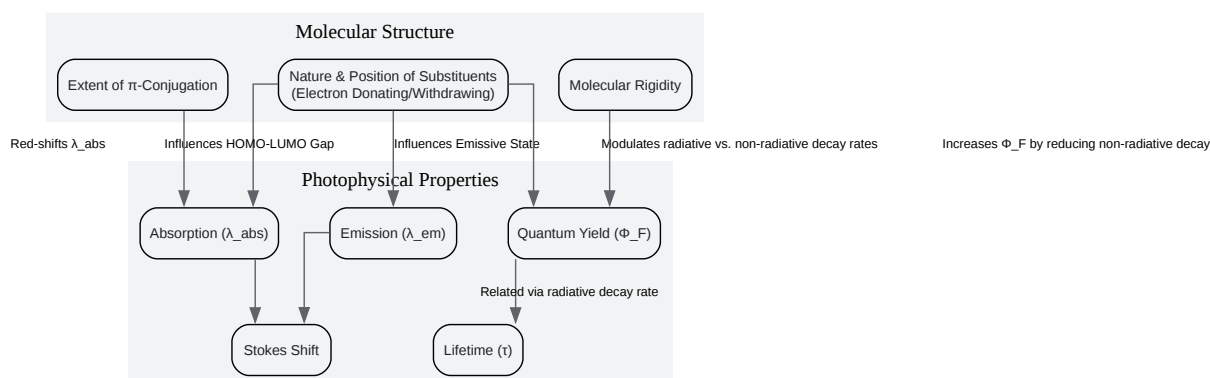 Molecular Structure
Extent of π-Conjugation
Nature & Position of Substituents
(Electron Donating/Withdrawing)
Molecular Rigidity
Red-shifts λ_abs
Influences HOMO-LUMO Gap
Influences Emissive State
Modulates radiative vs. non-radiative decay rates
Increases Φ_F by reducing non-radiative decay
Photophysical Properties
Absorption (λ_abs)
Emission (λ_em)
Quantum Yield (Φ_F)
Related via radiative decay rate
Stokes Shift
Lifetime (τ)